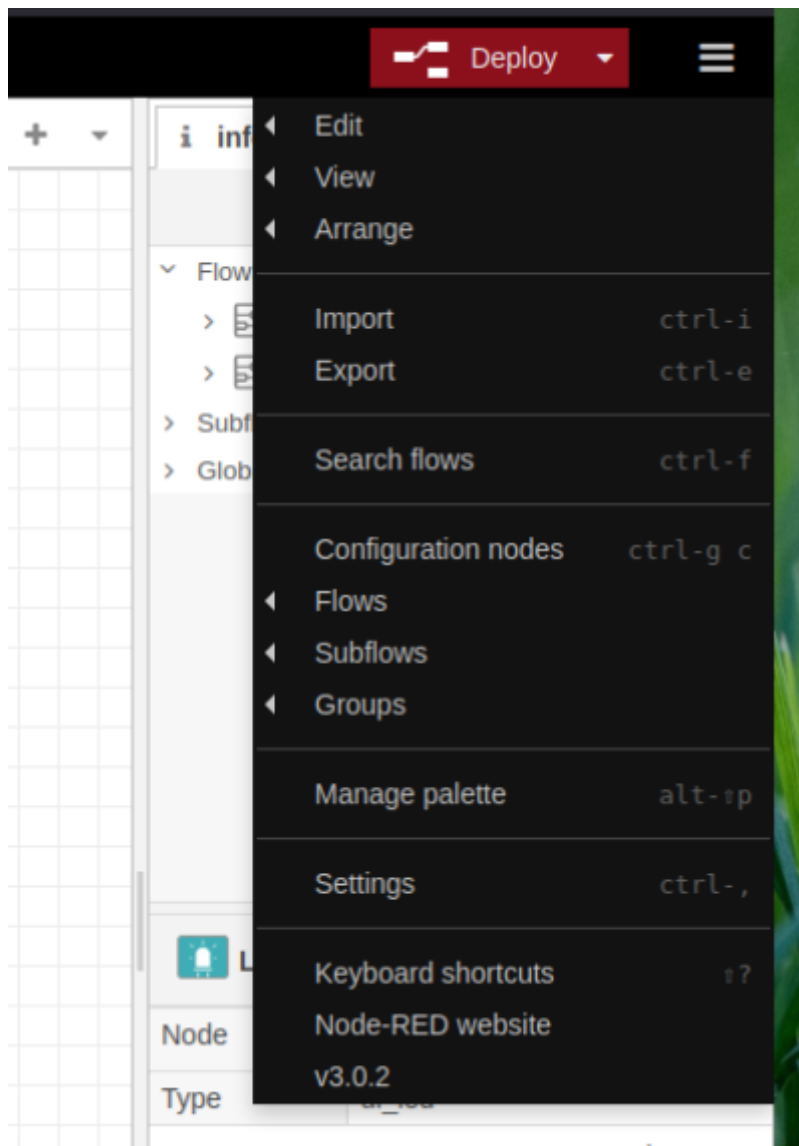 Deploy
i inf
Edit
View
Arrange
Flow
Import ctrl-i
Export ctrl-e
Subf
Search flows ctrl-f
Glob
Configuration nodes ctrl-g c
Flows
Subflows
Groups
Manage palette alt-⇧p
Settings ctrl-,
L
Keyboard shortcuts ⇧?
Node-RED website
Node
v3.0.2
Type